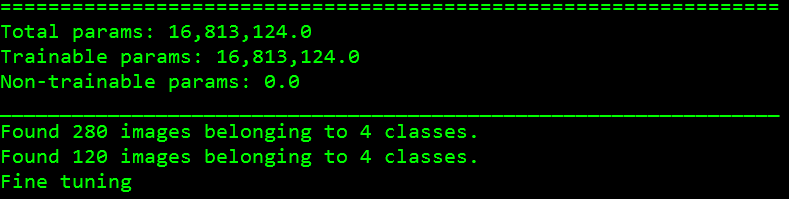 =================================================================
Total params: 16,813,124.0
Trainable params: 16,813,124.0
Non-trainable params: 0.0
_________________________________________________________________
Found 280 images belonging to 4 classes.
Found 120 images belonging to 4 classes.
Fine tuning